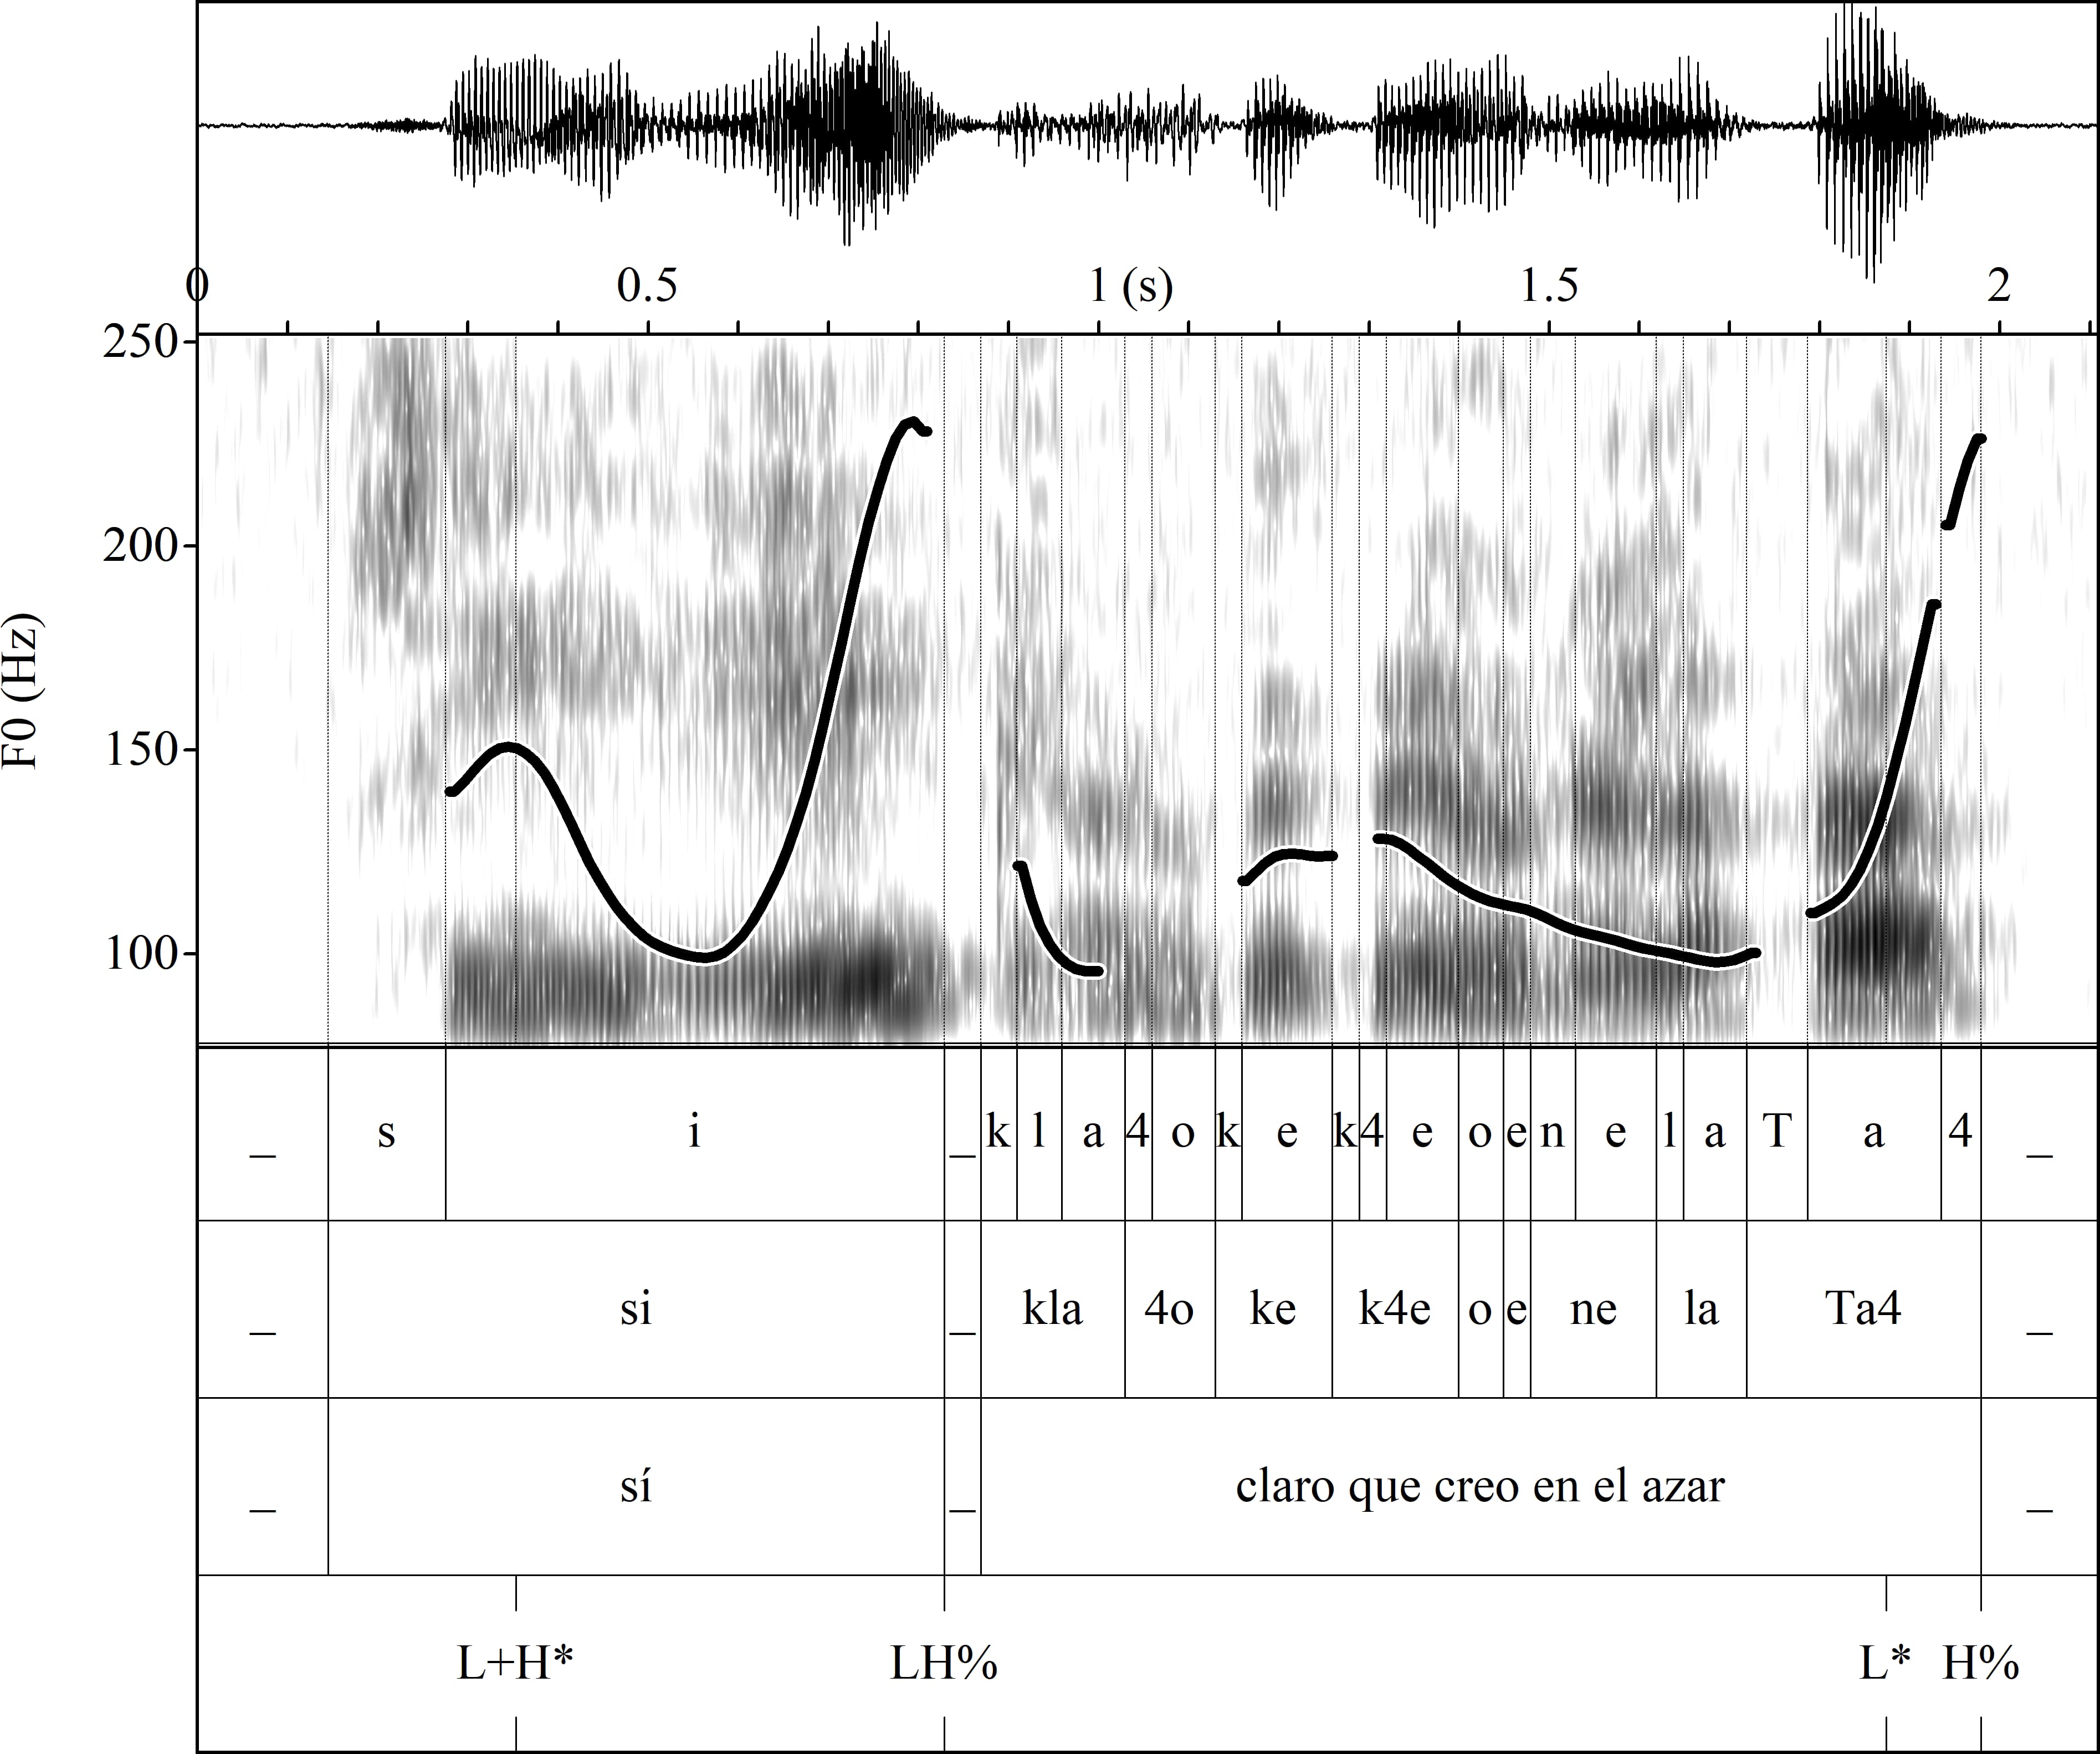 0 0.5 1 (s) 1.5 2
250
200
150
100
F0 (Hz)
_ s i _ k l a 4 o k e k 4 e o e n e l a T a 4 _
_ si _ kla 4o ke k4e o e ne la Ta4 _
_ sí _ claro que creo en el azar _
L+H* LH% L* H%